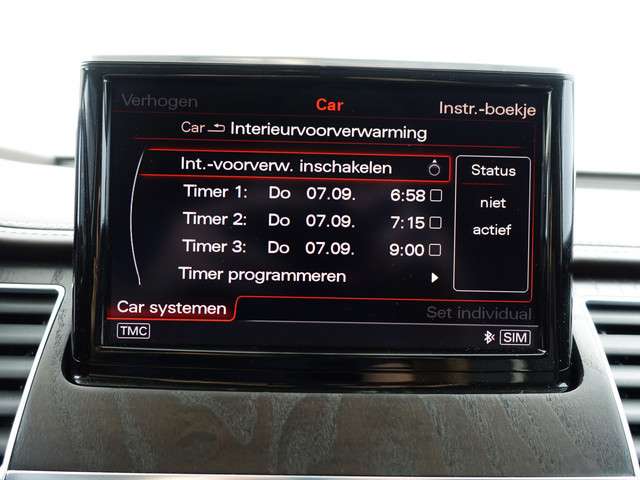 Verhogen Car Instr.-boekje
Car Interieurvoorverwarming
Int.-voorverw. inschakelen
Timer 1: Do 07.09. 6:58
Timer 2: Do 07.09. 7:15
Timer 3: Do 07.09. 9:00
Timer programmeren
Status
niet
actief
Car systemen Set individual
TMC SIM